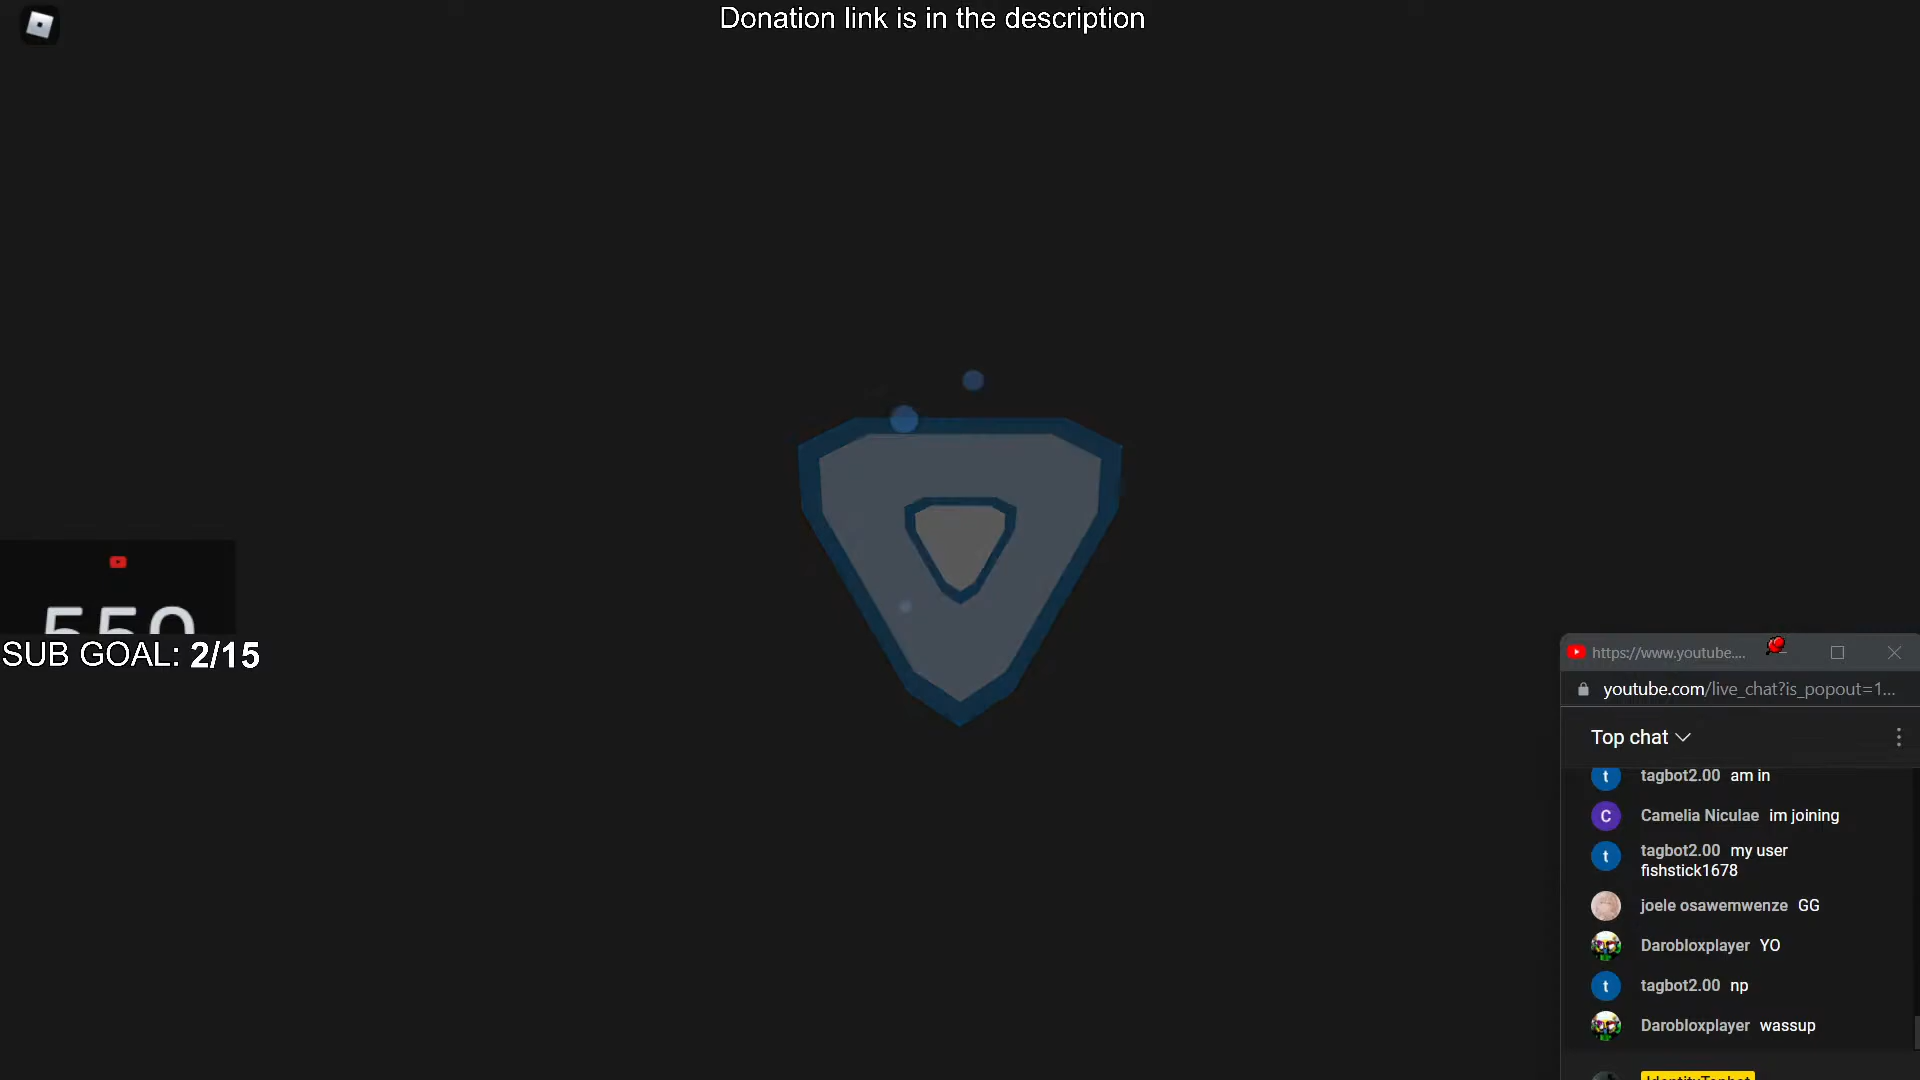 Donation link is in the description
550
SUB GOAL: 2/15
https://www.youtube....
youtube.com/live_chat?is_popout=1...
Top chat
t tagbot2.00 am in
C Camelia Niculae im joining
t tagbot2.00 my user
fishstick1678
joele osawemwenze GG
Darobloxplayer YO
t tagbot2.00 np
Darobloxplayer wassup